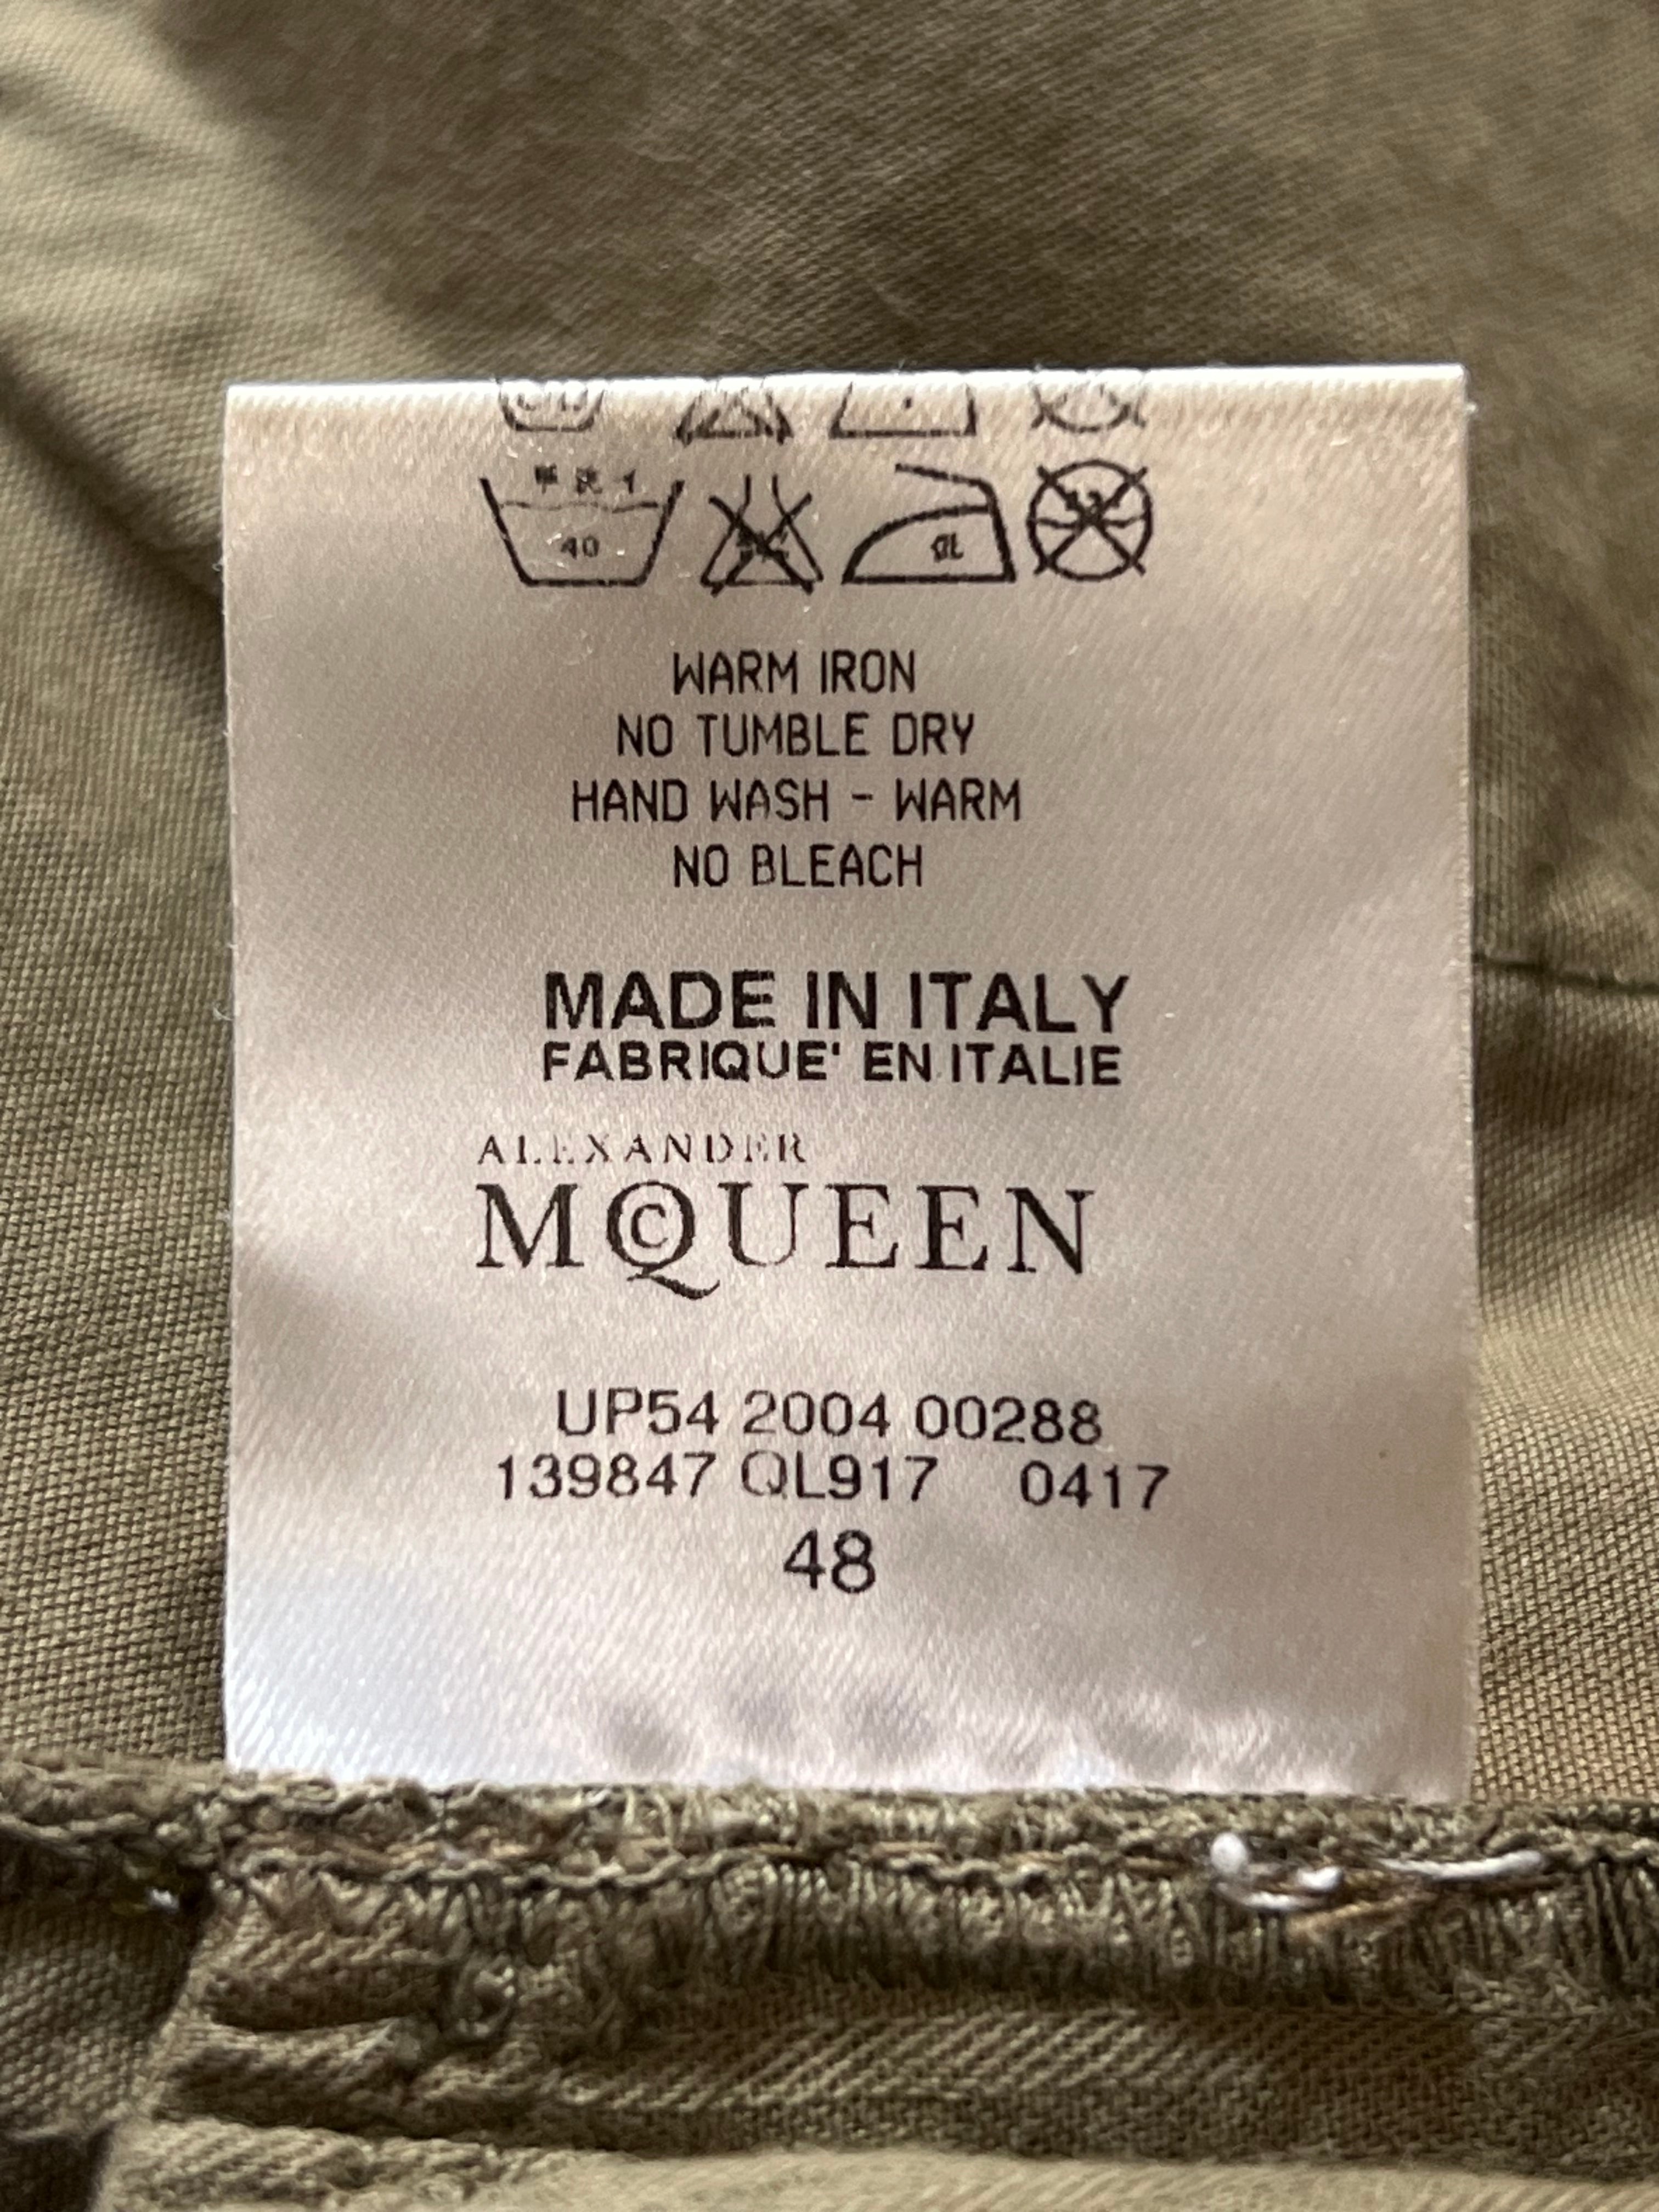 40
WARM IRON
NO TUMBLE DRY
HAND WASH - WARM
NO BLEACH
MADE IN ITALY
FABRIQUE' EN ITALIE
ALEXANDER
MCQUEEN
UP54 2004 00288
139847 QL917 0417
48